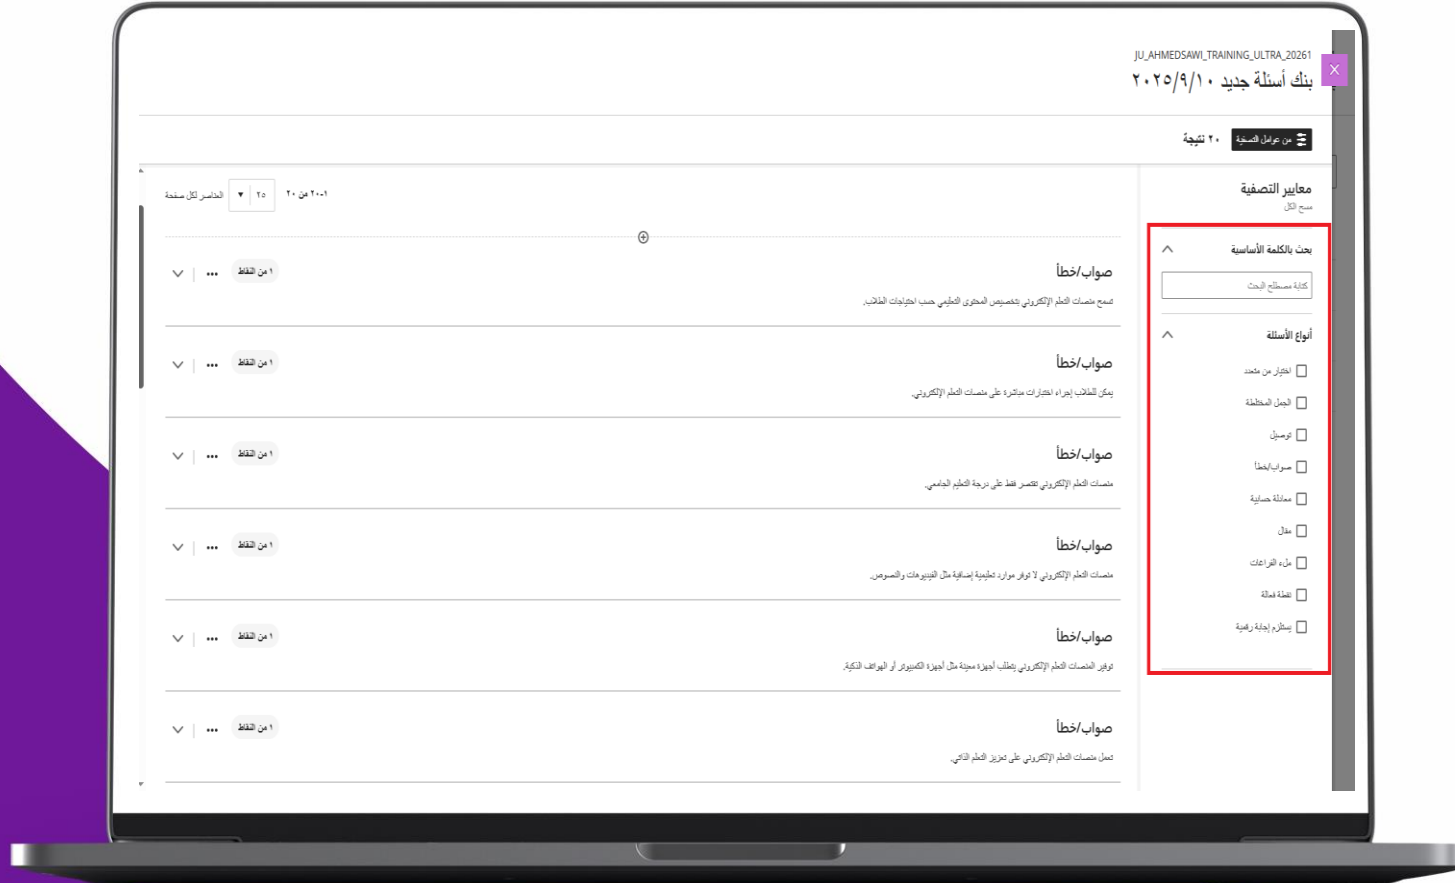 JU_AHMEDSAWI_TRAINING_ULTRA_20261
بنك أسئلة جديد ٢٠٢٥/٩/١٠
X
من عوامل التصفية
٢٠ نتيجة
معايير التصفية
مسح الكل
بحث بالكلمة الأساسية
كتابة مصطلح البحث
أنواع الأسئلة
اختيار من متعدد
الجمل المختلطة
توصيل
صواب/خطأ
معادلة حسابية
مقال
ملء الفراغات
نقطة فعالة
يستلزم إجابة رقمية
١-٢٠ من ٢٠
٢٥
العناصر لكل صفحة
صواب/خطأ
١ من النقاط
تسمح منصات التعلم الإلكتروني بتخصيص المحتوى التعليمي حسب احتياجات الطلاب.
صواب/خطأ
١ من النقاط
يمكن للطلاب إجراء اختبارات مباشرة على منصات التعلم الإلكتروني.
صواب/خطأ
١ من النقاط
منصات التعلم الإلكتروني تقتصر فقط على درجة التعليم الجامعي.
صواب/خطأ
١ من النقاط
منصات التعلم الإلكتروني لا توفر موارد تعليمية إضافية مثل الفيديوهات والنصوص.
صواب/خطأ
١ من النقاط
توفير المنصات التعلم الإلكتروني يتطلب أجهزة معينة مثل أجهزة الكمبيوتر أو الهواتف الذكية.
صواب/خطأ
١ من النقاط
تعمل منصات التعلم الإلكتروني على تعزيز التعلم الذاتي.